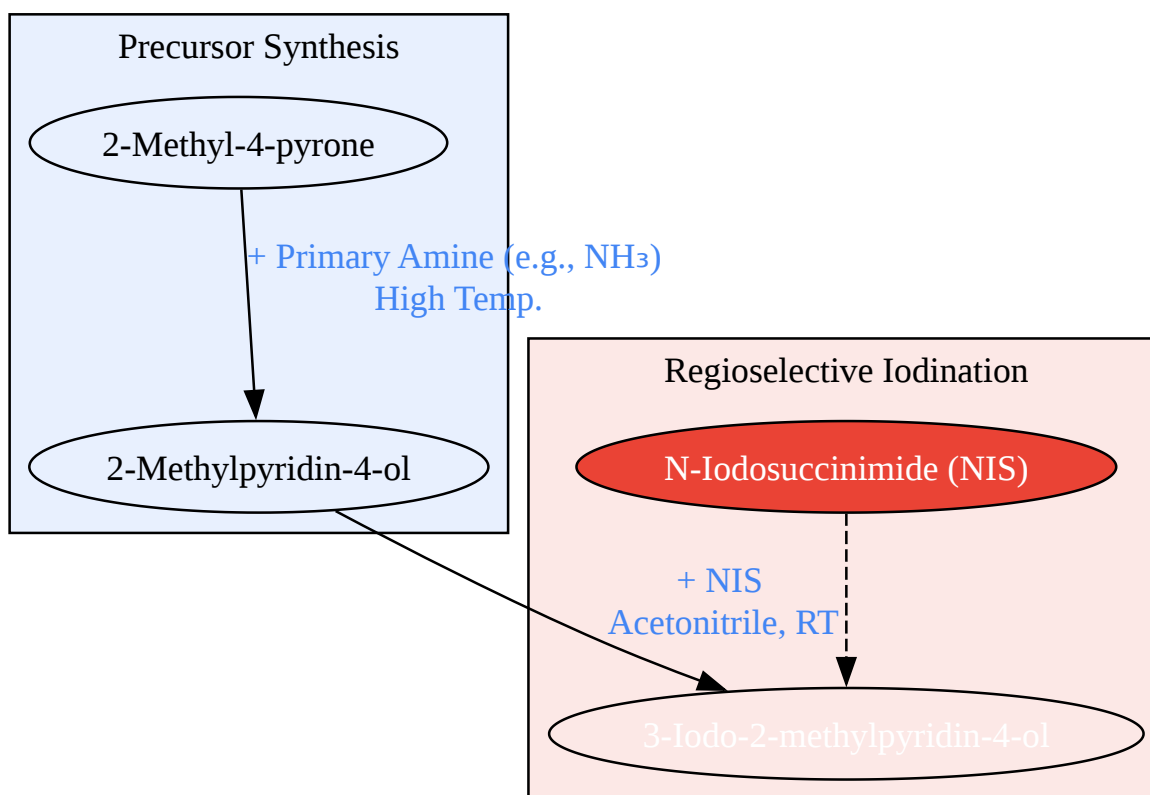 Precursor Synthesis
2-Methyl-4-pyrone
+ Primary Amine (e.g., NH₃)
High Temp.
2-Methylpyridin-4-ol
Regioselective Iodination
N-Iodosuccinimide (NIS)
+ NIS
Acetonitrile, RT
3-Iodo-2-methylpyridin-4-ol